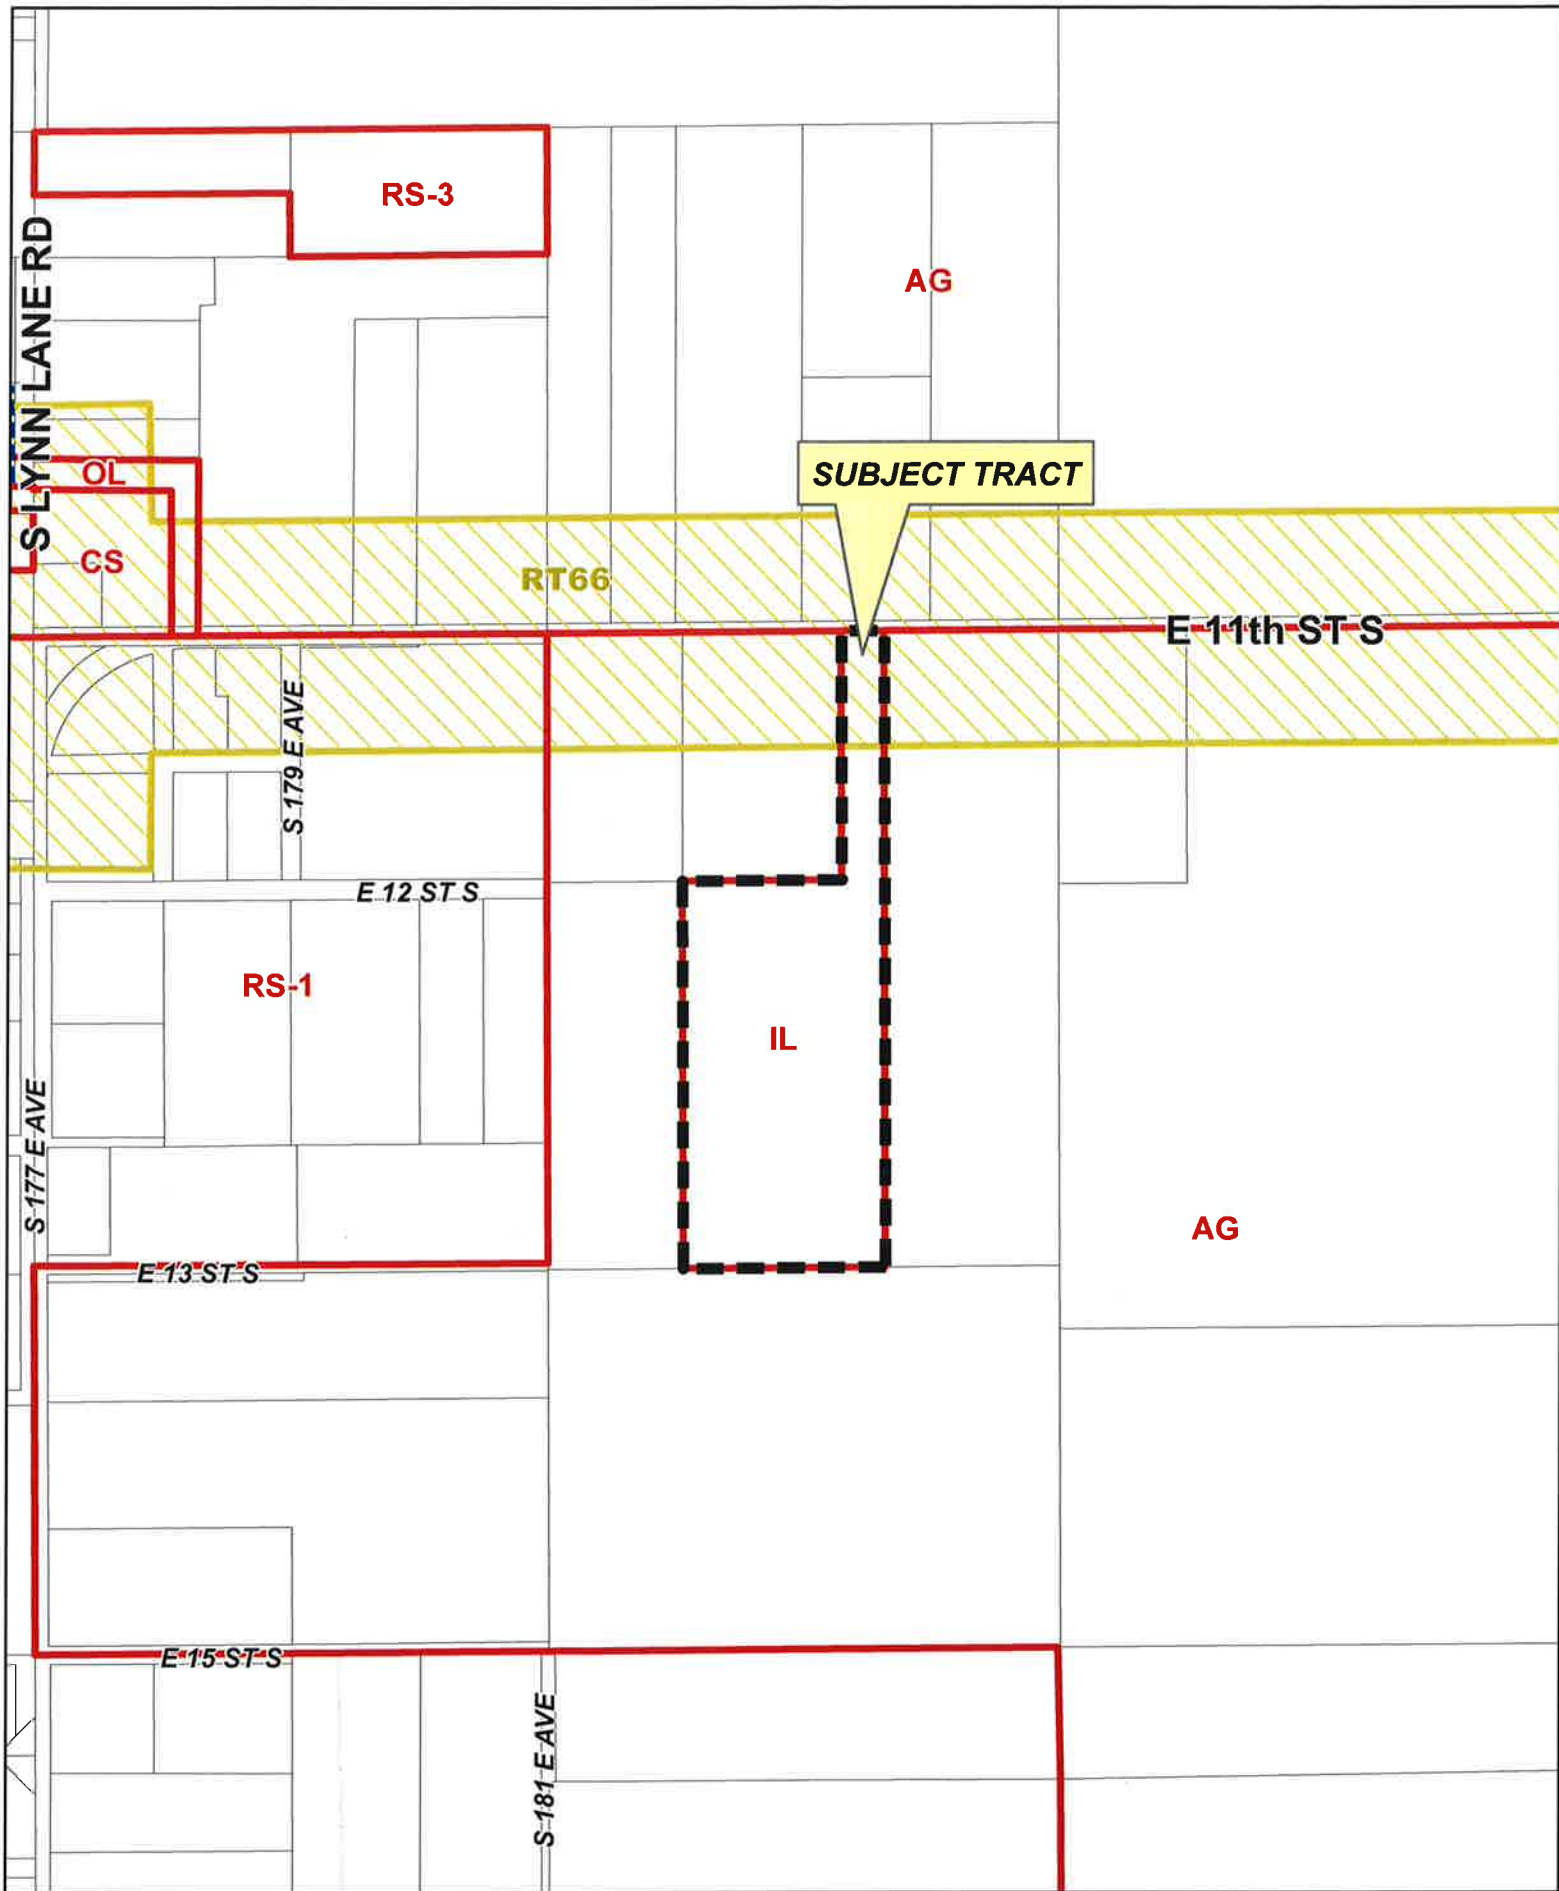 RS-3
S LYNN LANE RD
AG
OL
SUBJECT TRACT
CS
RT66
E 11th ST S
S 179 E AVE
E 12 ST S
RS-1
IL
S 177 E AVE
AG
E 13 ST S
E 15 ST S
S 181 E AVE